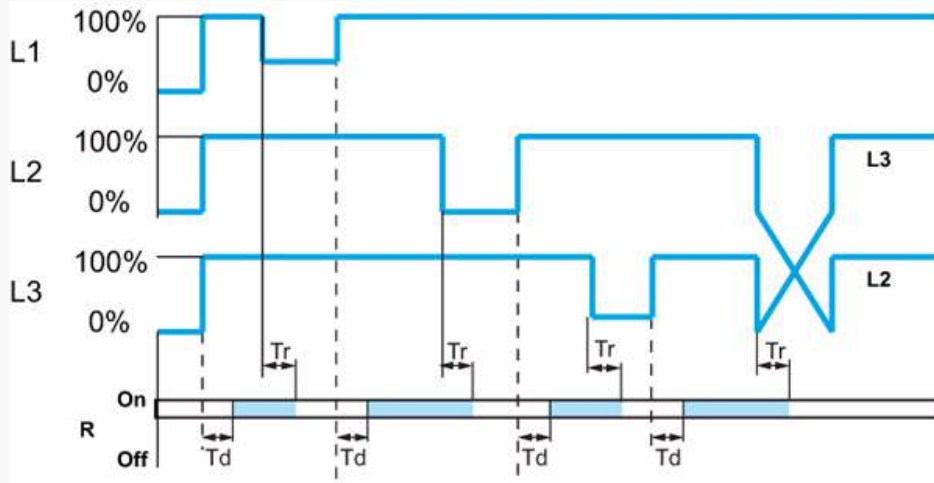 100%
L1
0%
100%
L2
L3
0%
100%
L3
L2
0%
Tr Tr Tr Tr
On
R
Off
Td Td Td Td